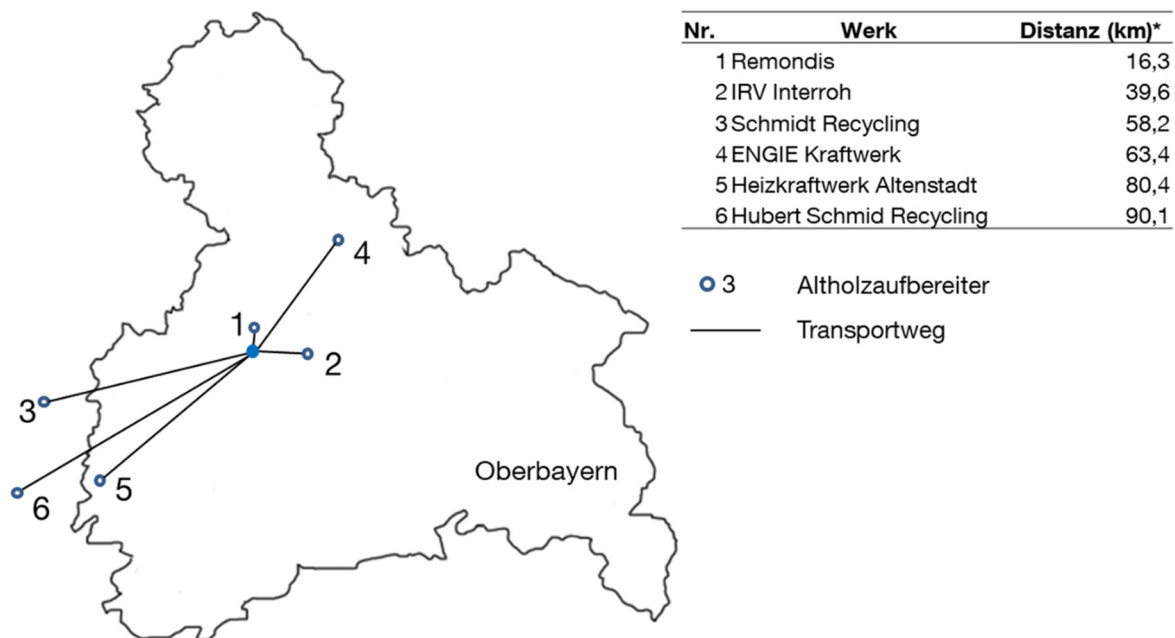 Nr. Werk Distanz (km)*
1 Remondis 16,3
2 IRV Interroh 39,6
3 Schmidt Recycling 58,2
4 ENGIE Kraftwerk 63,4
5 Heizkraftwerk Altenstadt 80,4
6 Hubert Schmid Recycling 90,1
3 Altholzaufbereiter
Transportweg
4
1
2
3
5
6
Oberbayern